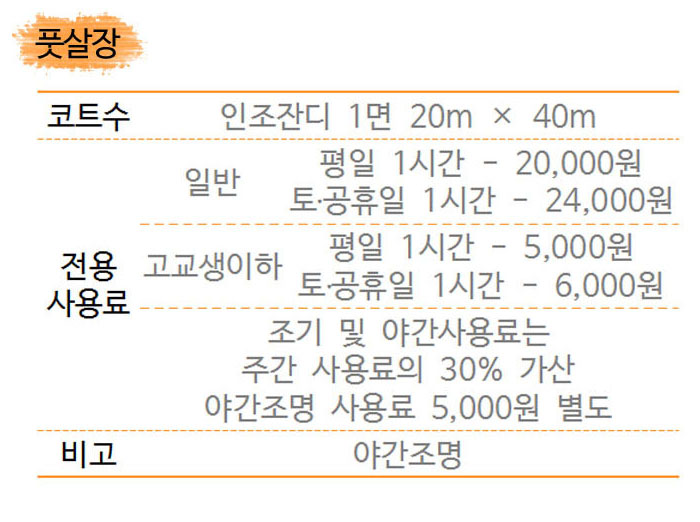 풋살장
코트수 인조잔디 1면 20m × 40m
전용
사용료
일반
평일 1시간 - 20,000원
토·공휴일 1시간 - 24,000원
고교생이하
평일 1시간 - 5,000원
토·공휴일 1시간 - 6,000원
조기 및 야간사용료는
주간 사용료의 30% 가산
야간조명 사용료 5,000원 별도
비고 야간조명